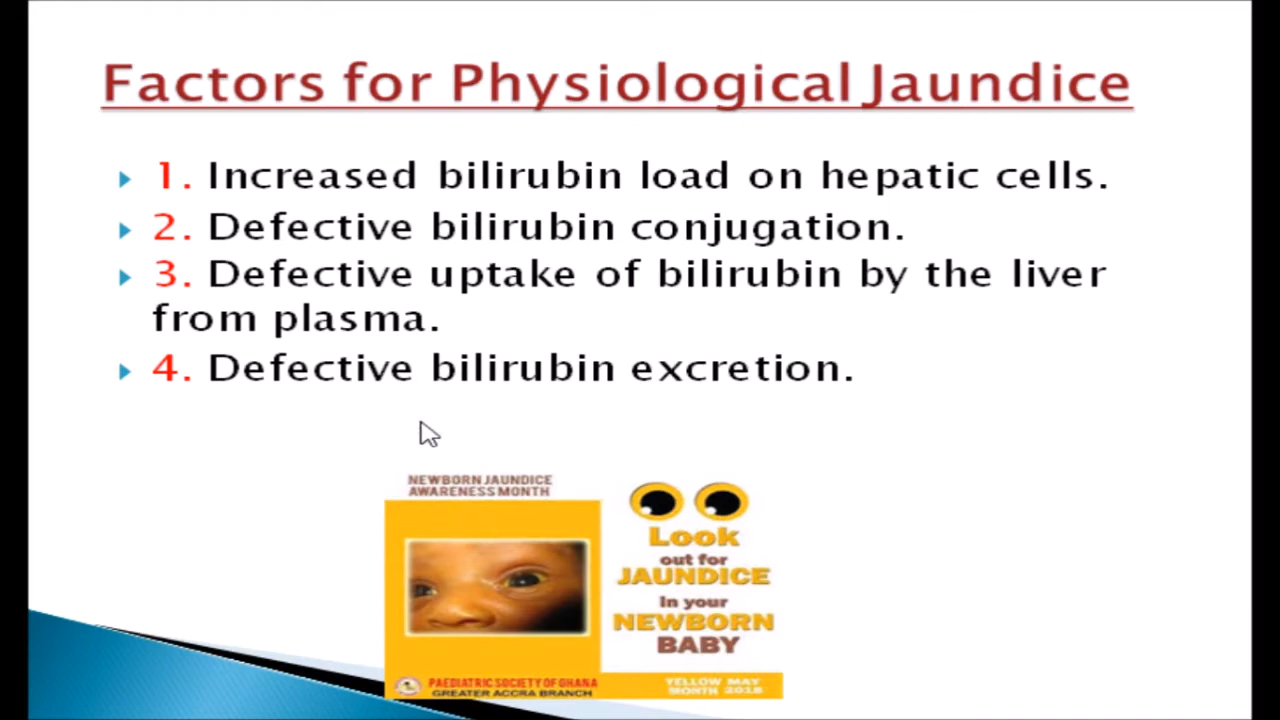 Factors for Physiological Jaundice
1. Increased bilirubin load on hepatic cells.
2. Defective bilirubin conjugation.
3. Defective uptake of bilirubin by the liver
from plasma.
4. Defective bilirubin excretion.
NEWBORN JAUNDICE
AWARENESS MONTH
Look
out for
JAUNDICE
In your
NEWBORN
BABY
PAEDIATRIC SOCIETY OF GHANA
GREATER ACCRA BRANCH
YELLOW MAY
MONTH 2018